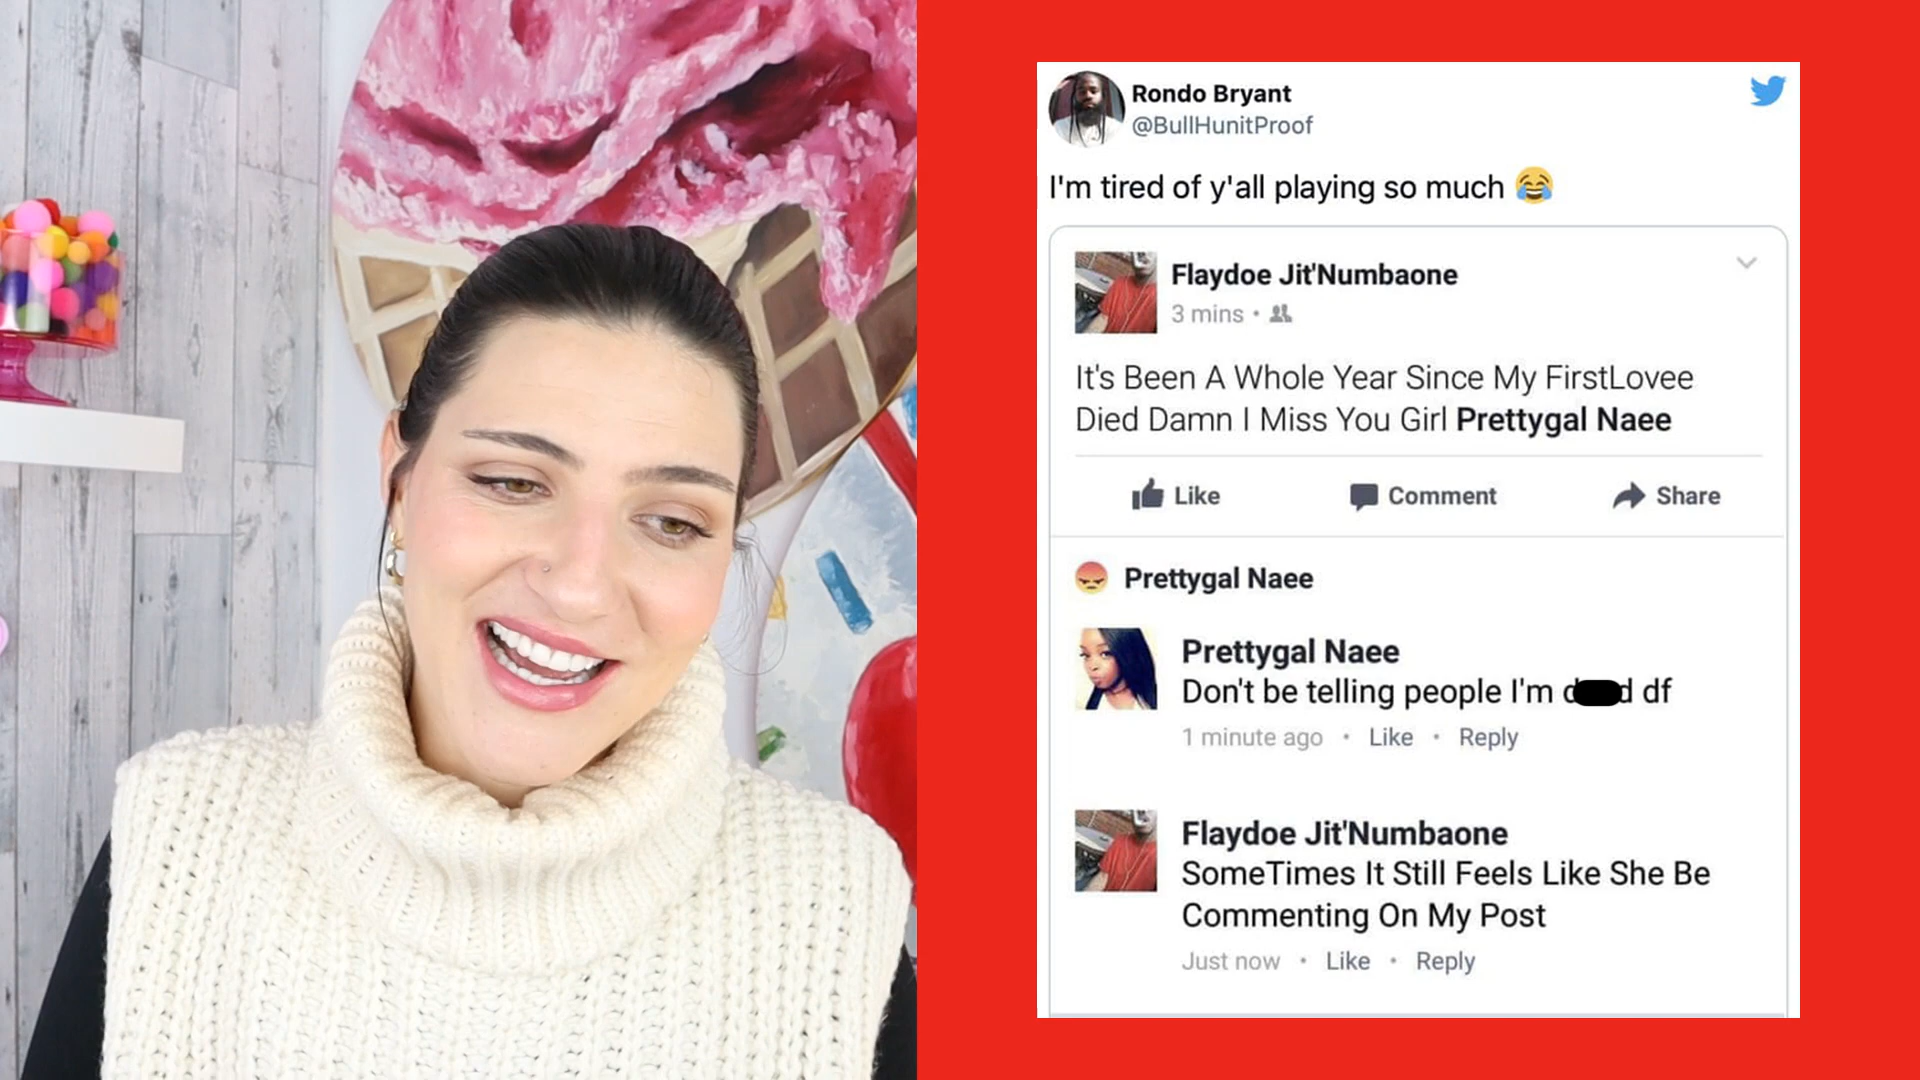 Rondo Bryant
@BullHunitProof
I'm tired of y'all playing so much 😂
Flaydoe Jit'Numbaone
3 mins •
It's Been A Whole Year Since My FirstLovee
Died Damn I Miss You Girl Prettygal Naee
Like Comment Share
😡 Prettygal Naee
Prettygal Naee
Don't be telling people I'm d d df
1 minute ago • Like • Reply
Flaydoe Jit'Numbaone
SomeTimes It Still Feels Like She Be
Commenting On My Post
Just now • Like • Reply